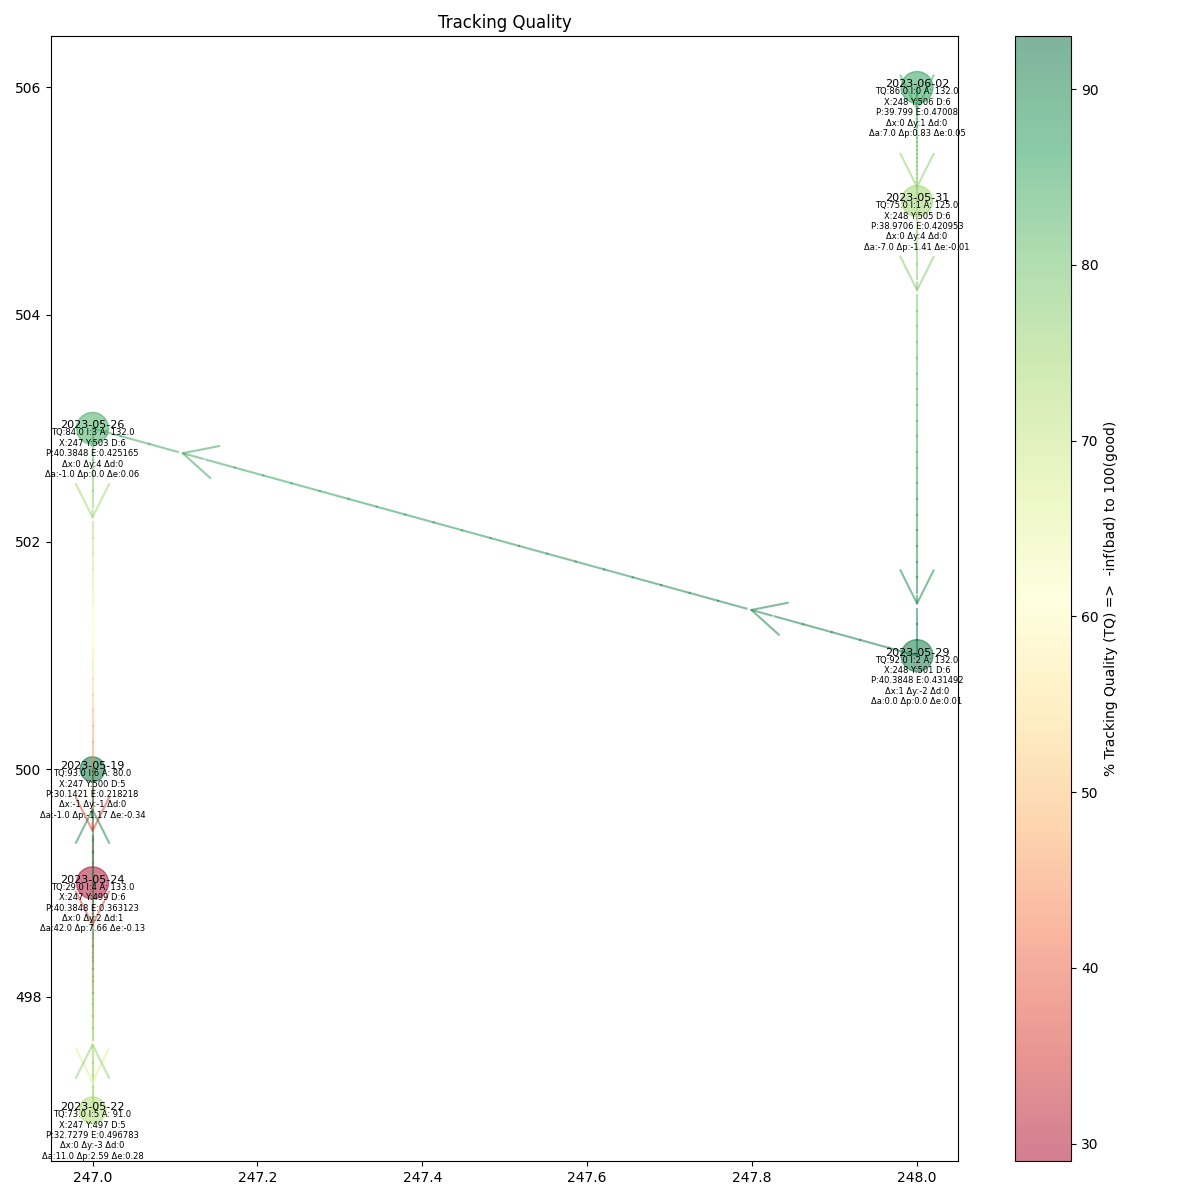 Tracking Quality
506
504
502
500
498
247.0
247.2
247.4
247.6
247.8
248.0
2023-06-02
TQ:86.0 I:0 A: 132.0
X:248 Y:506 D:6
P:39.799 E:0.47008
Δx:0 Δy:1 Δd:0
Δa:7.0 Δp:0.83 Δe:0.05
2023-05-31
TQ:75.0 I:1 A: 125.0
X:248 Y:505 D:6
P:38.9706 E:0.420953
Δx:0 Δy:4 Δd:0
Δa:-7.0 Δp:-1.41 Δe:-0.01
2023-05-26
TQ:84.0 I:3 A: 132.0
X:247 Y:503 D:6
P:40.3848 E:0.425165
Δx:0 Δy:4 Δd:0
Δa:-1.0 Δp:0.0 Δe:0.06
2023-05-29
TQ:92.0 I:2 A: 132.0
X:248 Y:501 D:6
P:40.3848 E:0.431492
Δx:1 Δy:-2 Δd:0
Δa:0.0 Δp:0.0 Δe:0.01
2023-05-19
TQ:93.0 I:6 A: 80.0
X:247 Y:500 D:5
P:30.1421 E:0.218218
Δx:-1 Δy:-1 Δd:0
Δa:-1.0 Δp:-4.17 Δe:-0.34
2023-05-24
TQ:29.0 I:4 A: 133.0
X:247 Y:499 D:6
P:40.3848 E:0.363123
Δx:0 Δy:2 Δd:1
Δa:42.0 Δp:7.66 Δe:-0.13
2023-05-22
TQ:73.0 I:5 A: 91.0
X:247 Y:497 D:5
P:32.7279 E:0.496783
Δx:0 Δy:-3 Δd:0
Δa:11.0 Δp:2.59 Δe:0.28
90
80
70
60
50
40
30
% Tracking Quality (TQ) => -inf(bad) to 100(good)